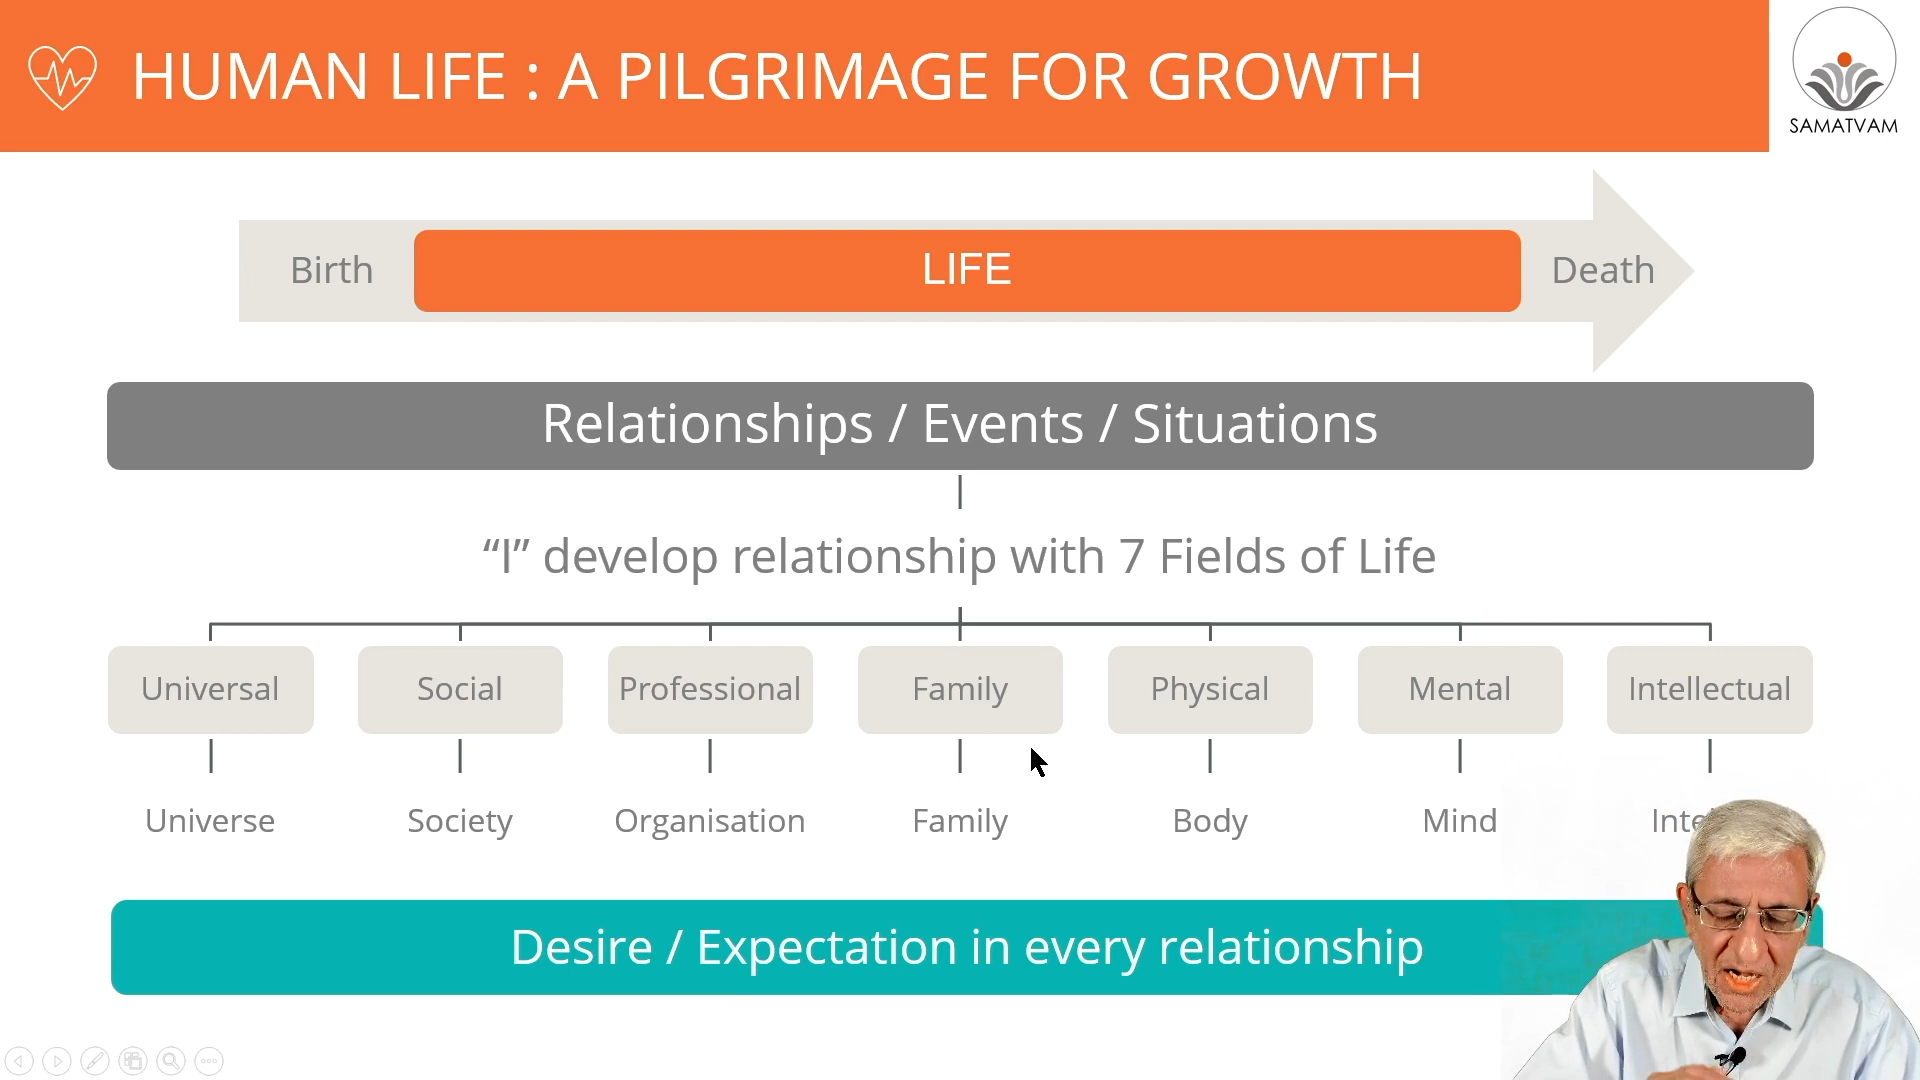 HUMAN LIFE : A PILGRIMAGE FOR GROWTH
SAMATVAM
Birth
LIFE
Death
Relationships / Events / Situations
“I” develop relationship with 7 Fields of Life
Universal
Social
Professional
Family
Physical
Mental
Intellectual
Universe
Society
Organisation
Family
Body
Mind
Desire / Expectation in every relationship